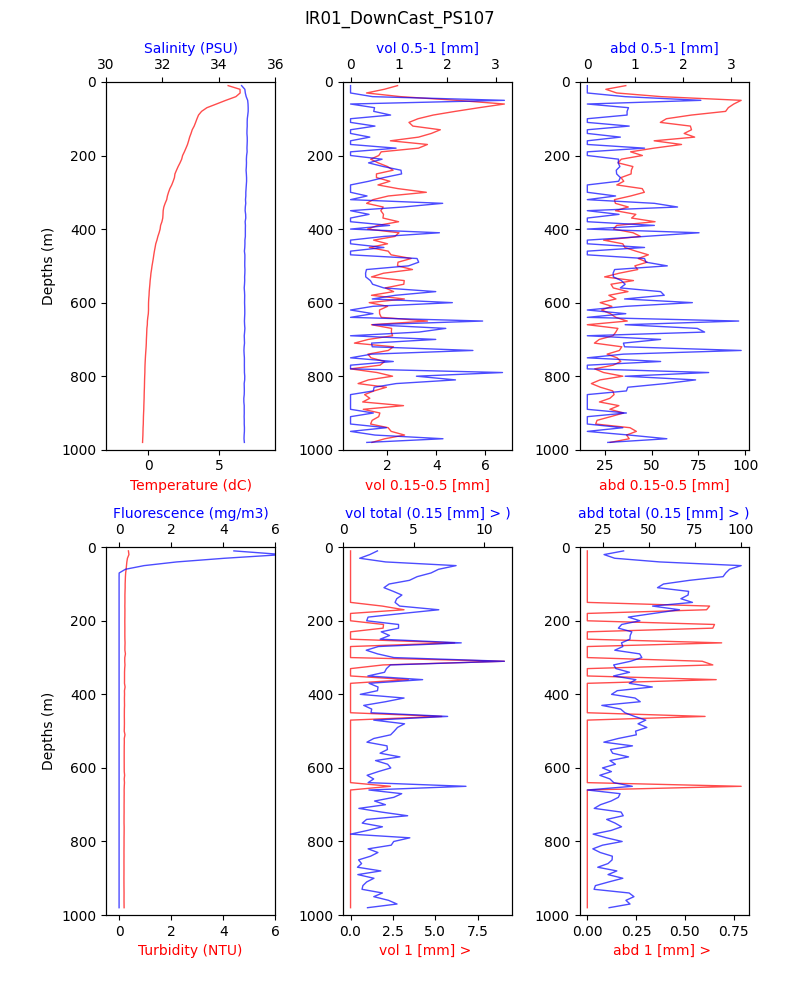 IR01_DownCast_PS107
Salinity (PSU) vol 0.5-1 [mm] abd 0.5-1 [mm]
30 32 34 36 0 1 2 3 0 1 2 3
0 0 0
200 200 200
400 400 400
600 600 600
800 800 800
1000 1000 1000
Depths (m)
0 5 2 4 6 25 50 75 100
Temperature (dC) vol 0.15-0.5 [mm] abd 0.15-0.5 [mm]
Fluorescence (mg/m3) vol total (0.15 [mm] > ) abd total (0.15 [mm] > )
0 2 4 6 0 5 10 25 50 75 100
0 0 0
200 200 200
400 400 400
600 600 600
800 800 800
1000 1000 1000
Depths (m)
0 2 4 6 0.0 2.5 5.0 7.5 0.00 0.25 0.50 0.75
Turbidity (NTU) vol 1 [mm] > abd 1 [mm] >